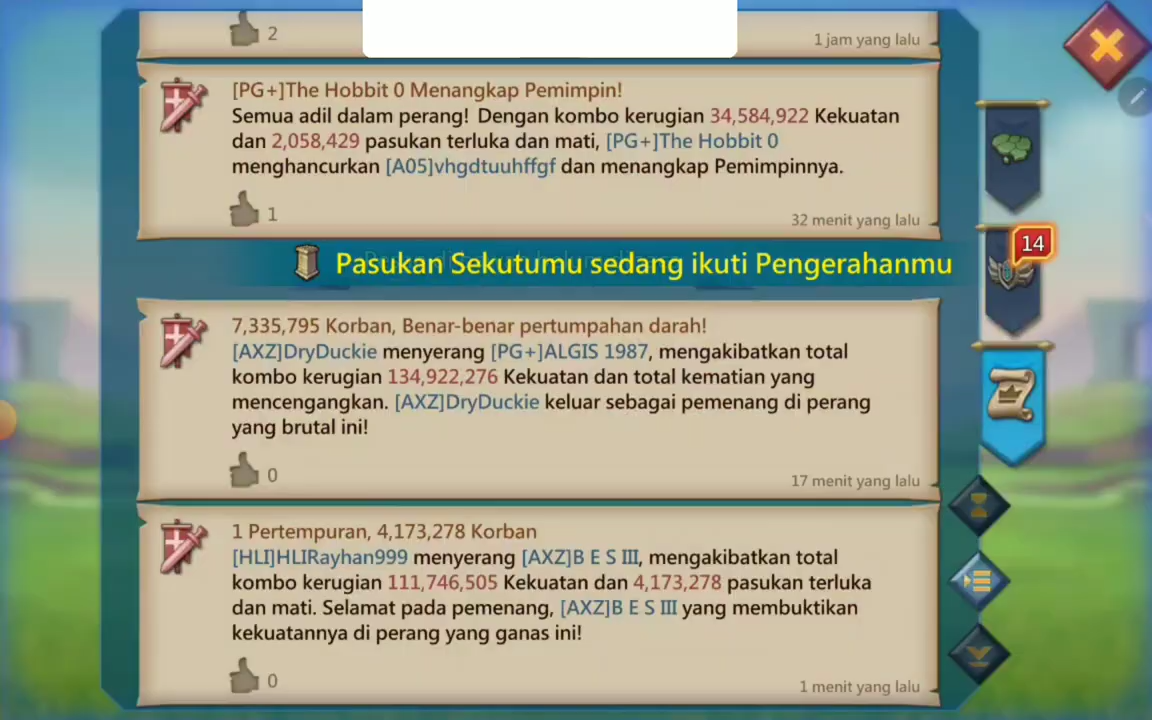 2
1 jam yang lalu
[PG+]The Hobbit 0 Menangkap Pemimpin!
Semua adil dalam perang! Dengan kombo kerugian 34,584,922 Kekuatan
dan 2,058,429 pasukan terluka dan mati, [PG+]The Hobbit 0
menghancurkan [A05]vhgdtuuhffgf dan menangkap Pemimpinnya.
1
32 menit yang lalu
14
Pasukan Sekutumu sedang ikuti Pengerahanmu
7,335,795 Korban, Benar-benar pertumpahan darah!
[AXZ]DryDuckie menyerang [PG+]ALGIS 1987, mengakibatkan total
kombo kerugian 134,922,276 Kekuatan dan total kematian yang
mencengangkan. [AXZ]DryDuckie keluar sebagai pemenang di perang
yang brutal ini!
0
17 menit yang lalu
1 Pertempuran, 4,173,278 Korban
[HLI]HLIRayhan999 menyerang [AXZ]B E S III, mengakibatkan total
kombo kerugian 111,746,505 Kekuatan dan 4,173,278 pasukan terluka
dan mati. Selamat pada pemenang, [AXZ]B E S III yang membuktikan
kekuatannya di perang yang ganas ini!
0
1 menit yang lalu